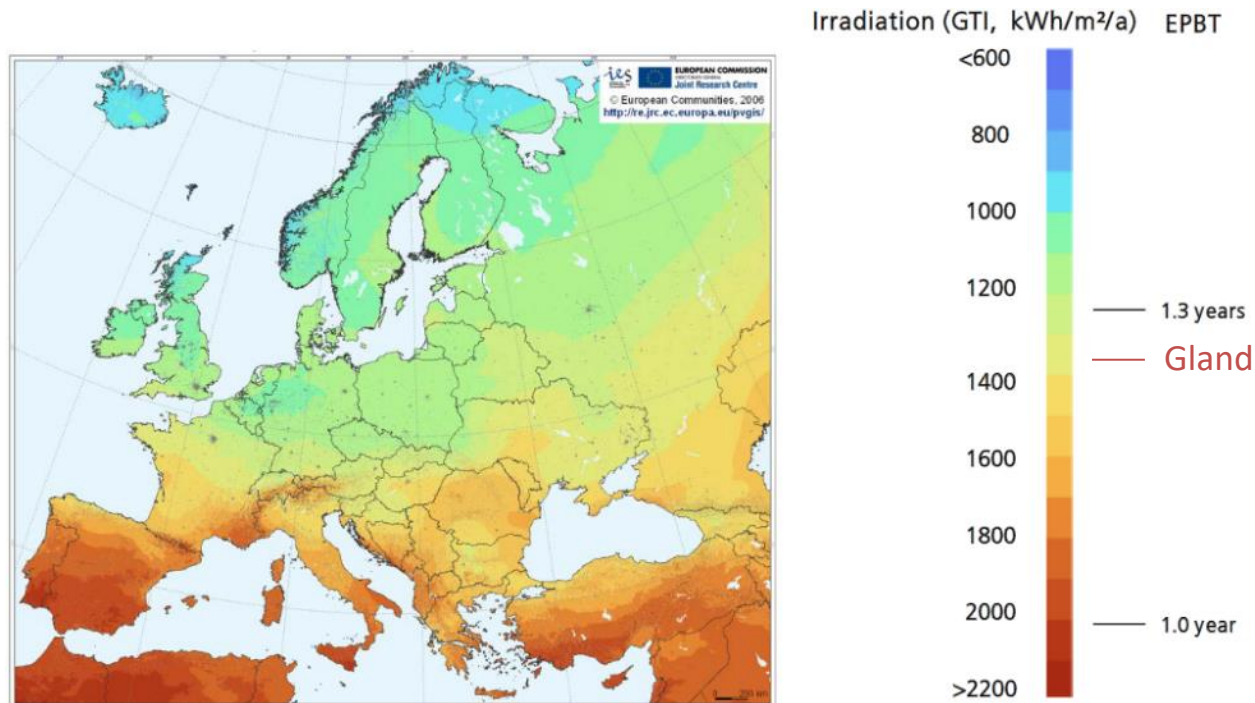 Irradiation (GTI, kWh/m²/a) EPBT
ies
EUROPEAN COMMISSION
Joint Research Centre
© European Communities, 2006
http://re.jrc.ec.europa.eu/pvgis/
<600
800
1000
1200
1.3 years
Gland
1400
1600
1800
2000
1.0 year
>2200